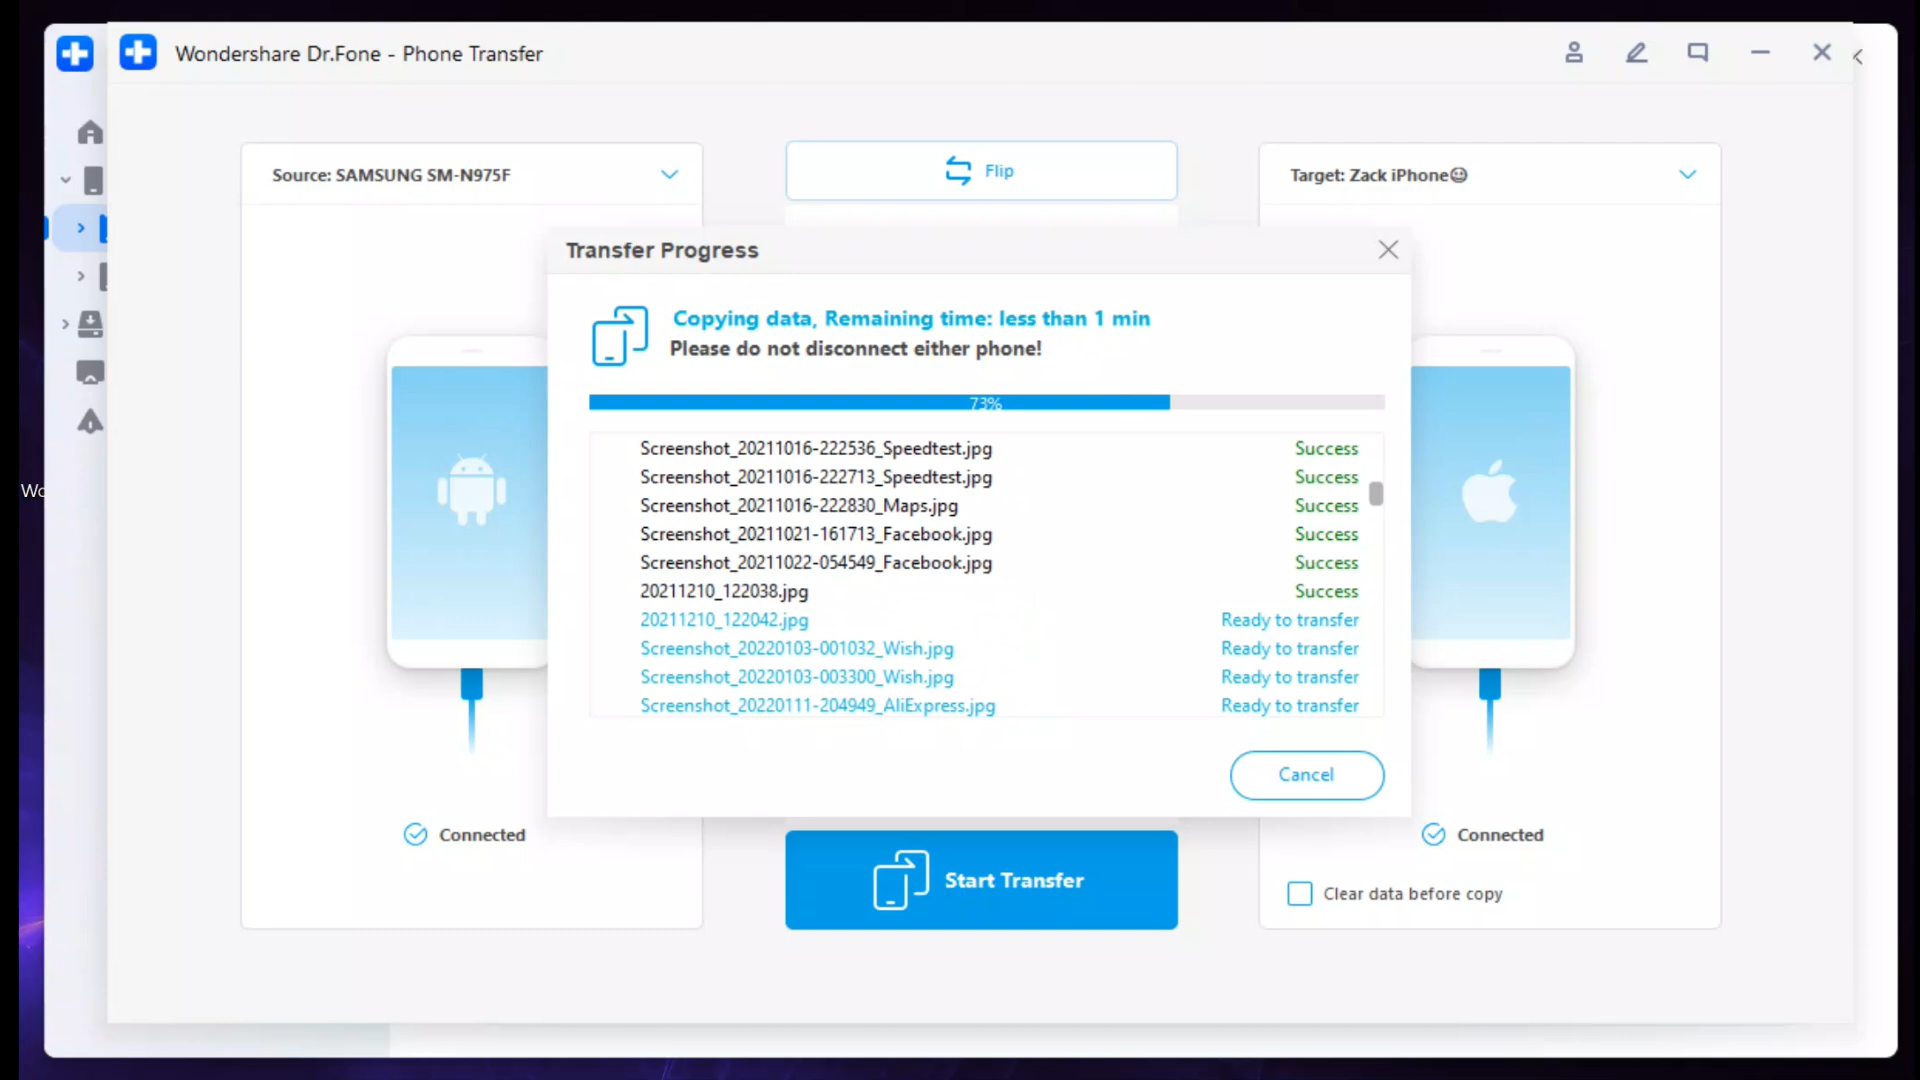 Wondershare Dr.Fone - Phone Transfer
Source: SAMSUNG SM-N975F
Flip
Target: Zack iPhone😃
Transfer Progress
Copying data, Remaining time: less than 1 min
Please do not disconnect either phone!
73%
Screenshot_20211016-222536_Speedtest.jpg Success
Screenshot_20211016-222713_Speedtest.jpg Success
Screenshot_20211016-222830_Maps.jpg Success
Screenshot_20211021-161713_Facebook.jpg Success
Screenshot_20211022-054549_Facebook.jpg Success
20211210_122038.jpg Success
20211210_122042.jpg Ready to transfer
Screenshot_20220103-001032_Wish.jpg Ready to transfer
Screenshot_20220103-003300_Wish.jpg Ready to transfer
Screenshot_20220111-204949_AliExpress.jpg Ready to transfer
Wo
Cancel
Connected
Connected
Start Transfer
Clear data before copy